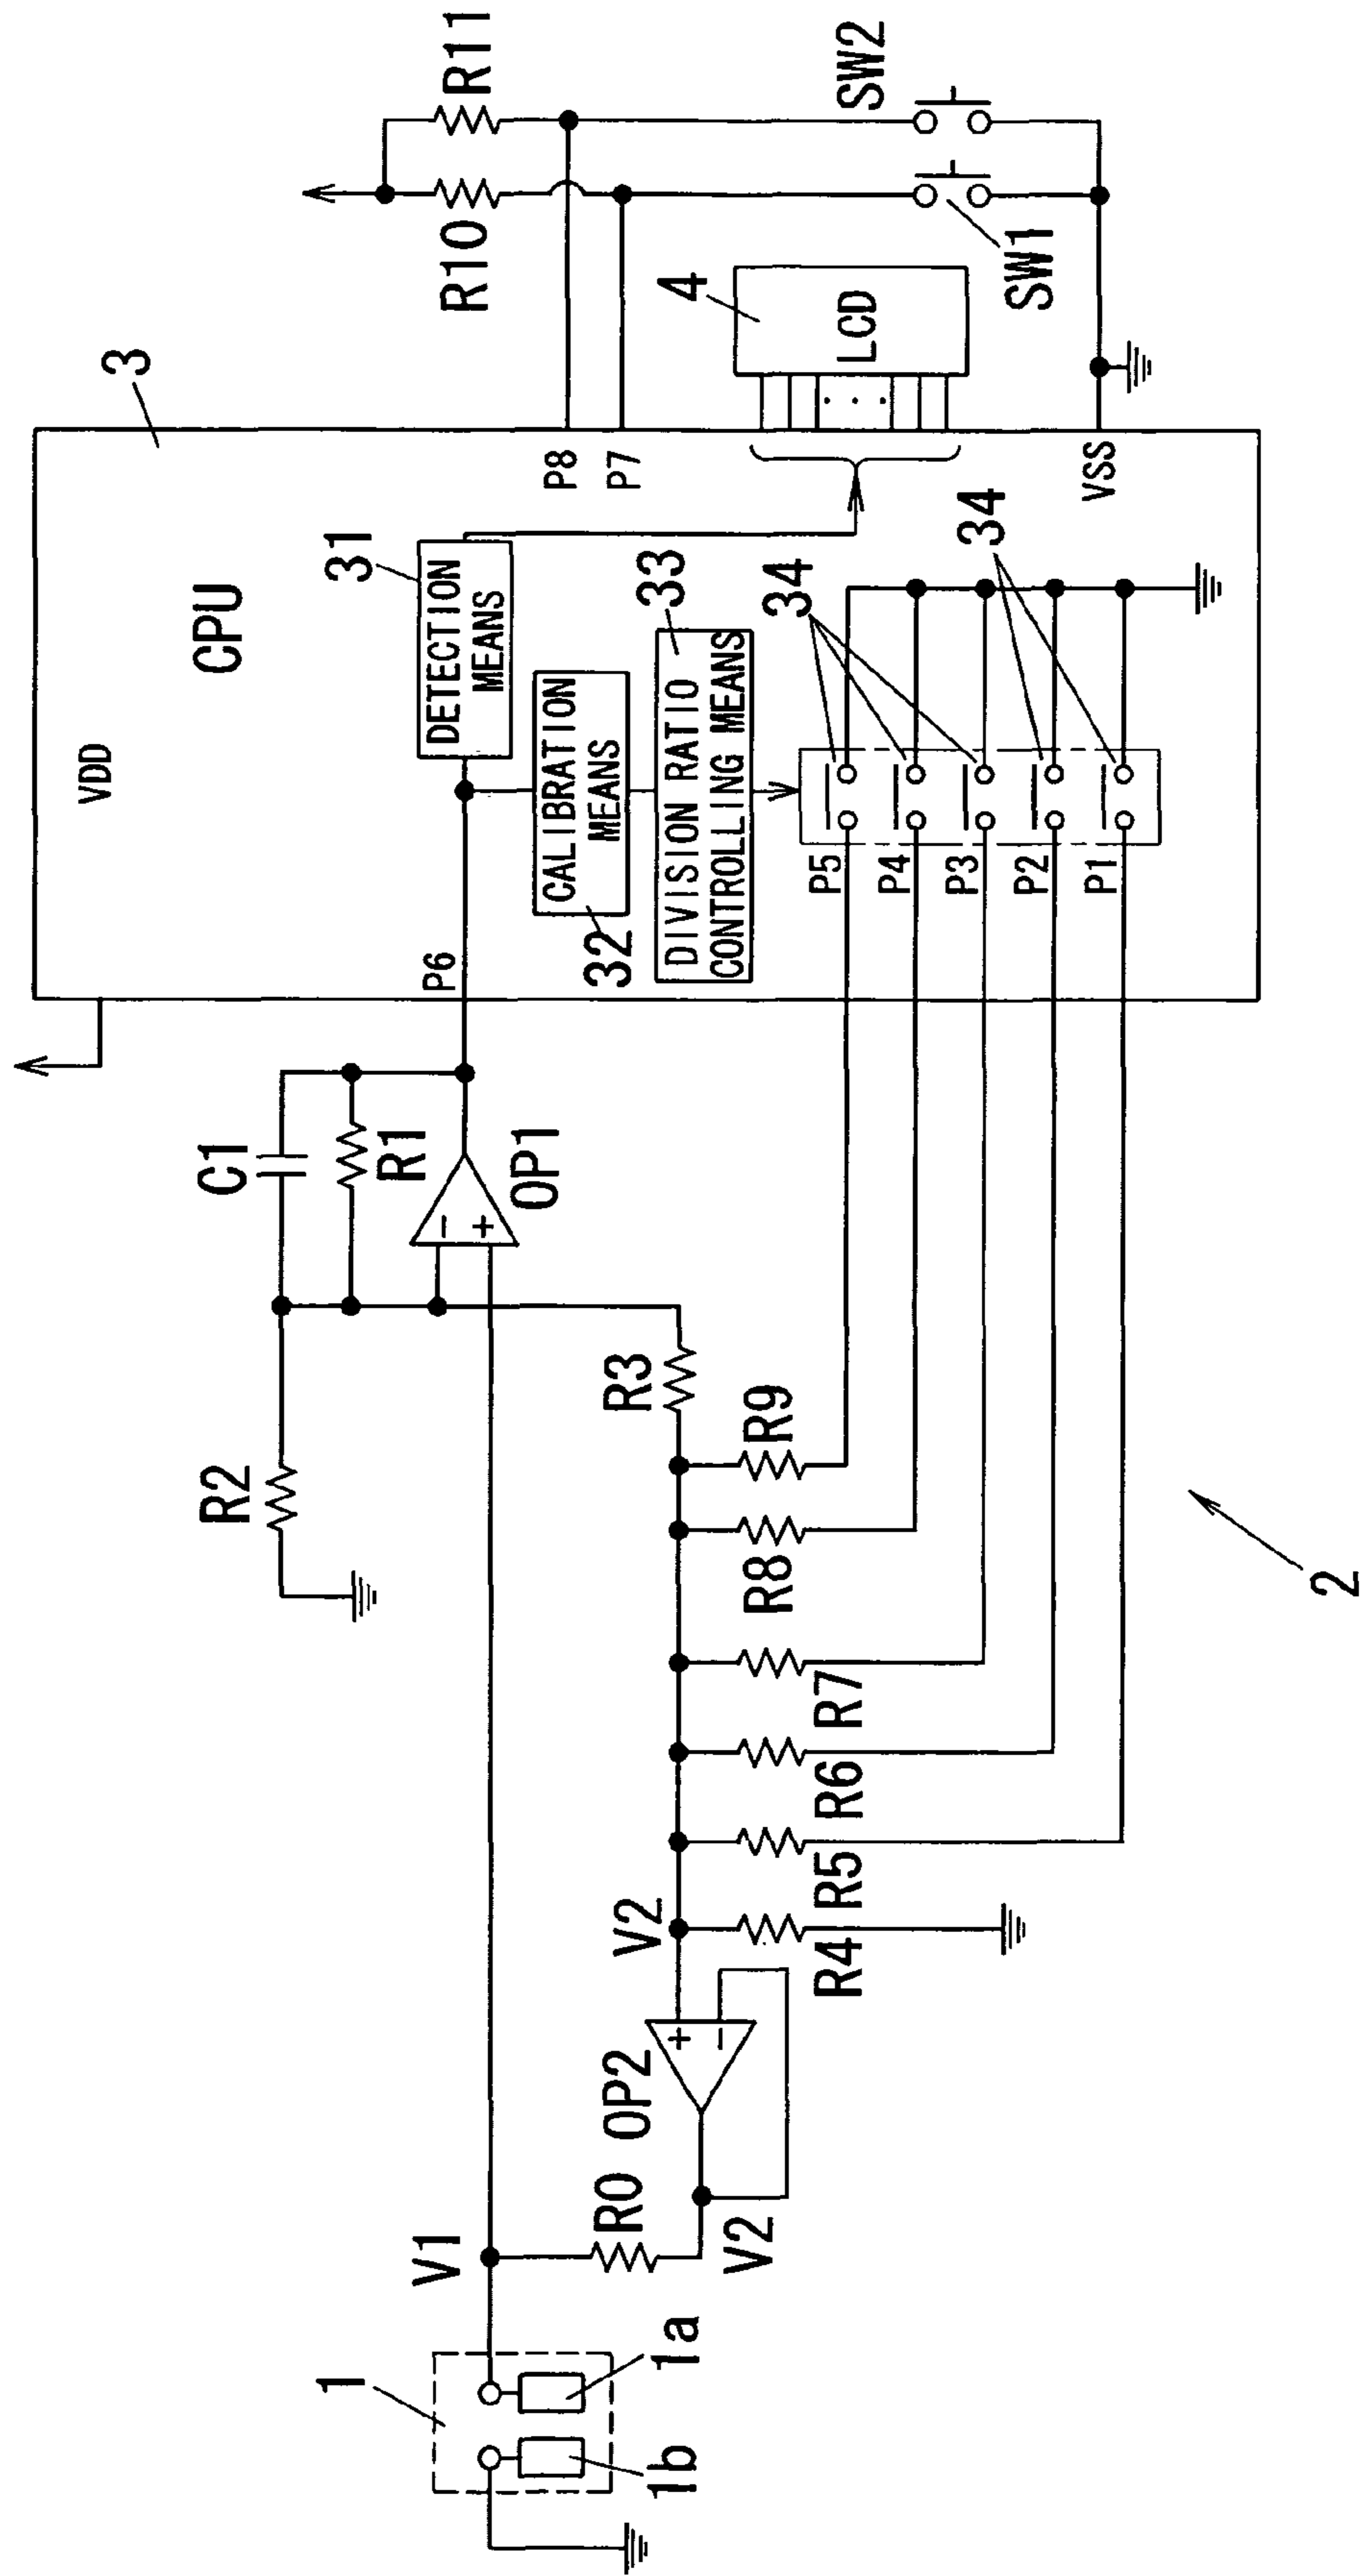 3
VDD
CPU
31
DETECTION
MEANS
CALIBRATION
MEANS
32
33
DIVISION RATIO
CONTROLLING MEANS
34
34
P6
P5
P4
P3
P2
P1
P8
P7
VSS
4
LCD
R10
R11
SW1
SW2
C1
R1
R2
OP1
-
+
R3
R9
R8
R7
R6
R5
R4
V2
OP2
+
-
V1
R0
V2
1
1a
1b
2